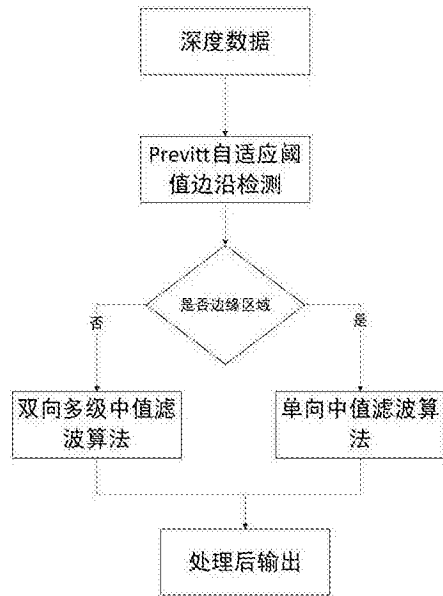 深度数据
Previtt自适应阈
值边沿检测
是否边缘区域
否
是
双向多级中值滤
波算法
单向中值滤波算
法
处理后输出